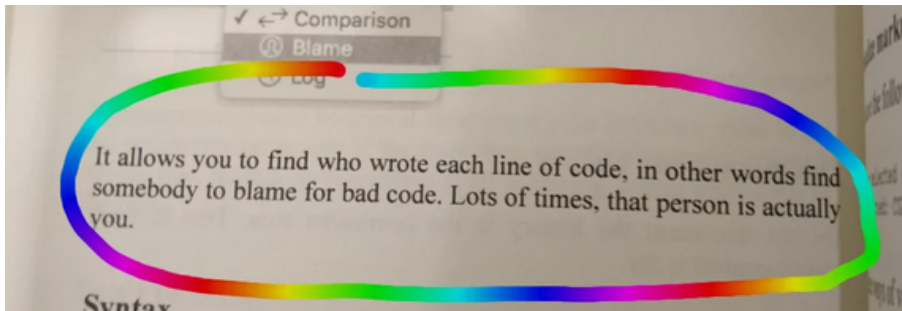 Comparison
Blame
Log
It allows you to find who wrote each line of code, in other words find
somebody to blame for bad code. Lots of times, that person is actually
you.
Syntax